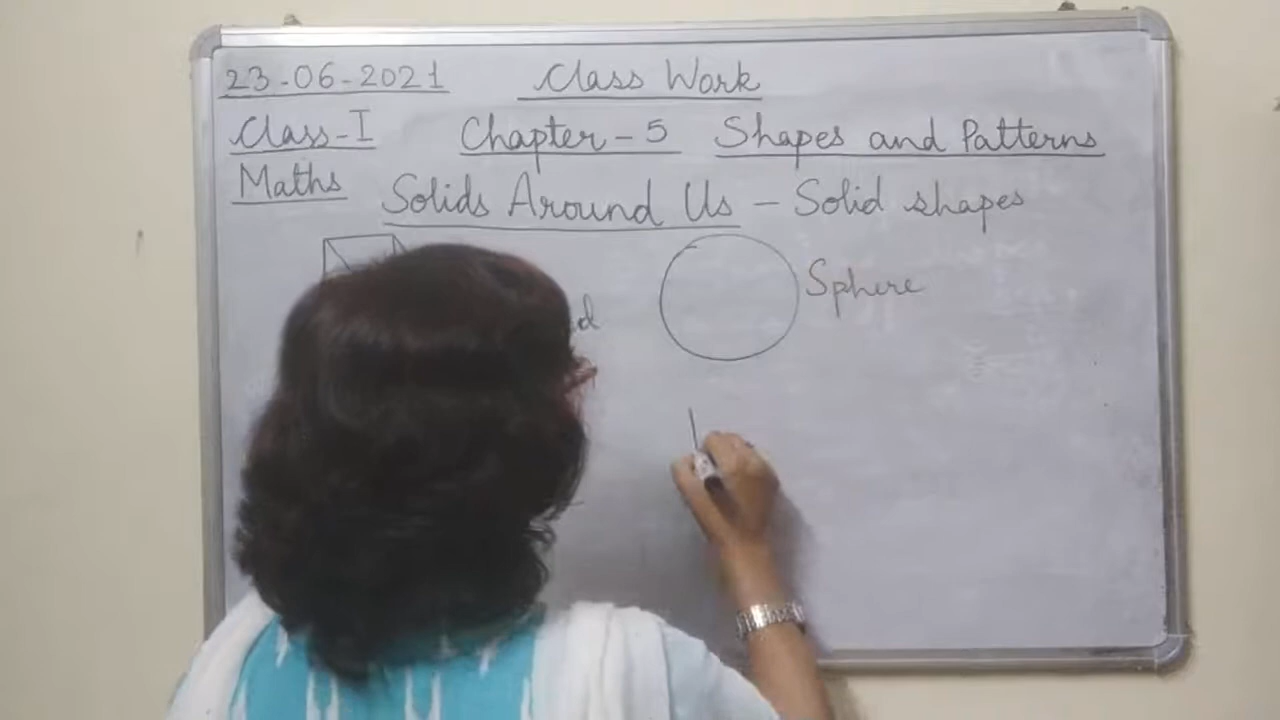 23-06-2021 Class Work
Class-I Chapter-5 Shapes and Patterns
Maths Solids Around Us - Solid shapes
Sphere